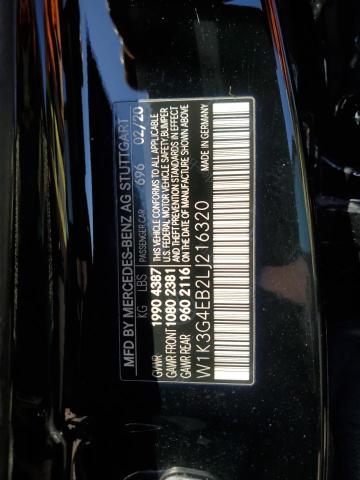 MFD BY MERCEDES-BENZ AG STUTTGART
PASSENGER CAR 696 02/20
KG LBS
GVWR 1990 4387
GAWR FRONT 1080 2381
GAWR REAR 960 2116
THIS VEHICLE CONFORMS TO ALL APPLICABLE
U.S. FEDERAL MOTOR VEHICLE SAFETY BUMPER
AND THEFT PREVENTION STANDARDS IN EFFECT
ON THE DATE OF MANUFACTURE SHOWN ABOVE
W1K3G4EB2LJ216320
MADE IN GERMANY